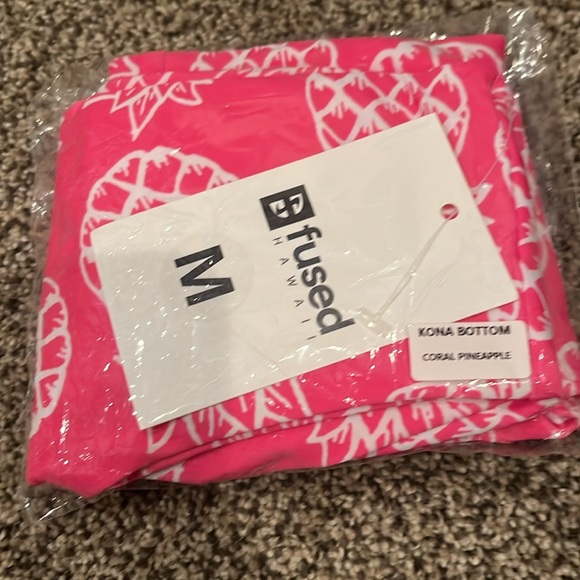 fused
HAWAII
M
KONA BOTTOM
CORAL PINEAPPLE